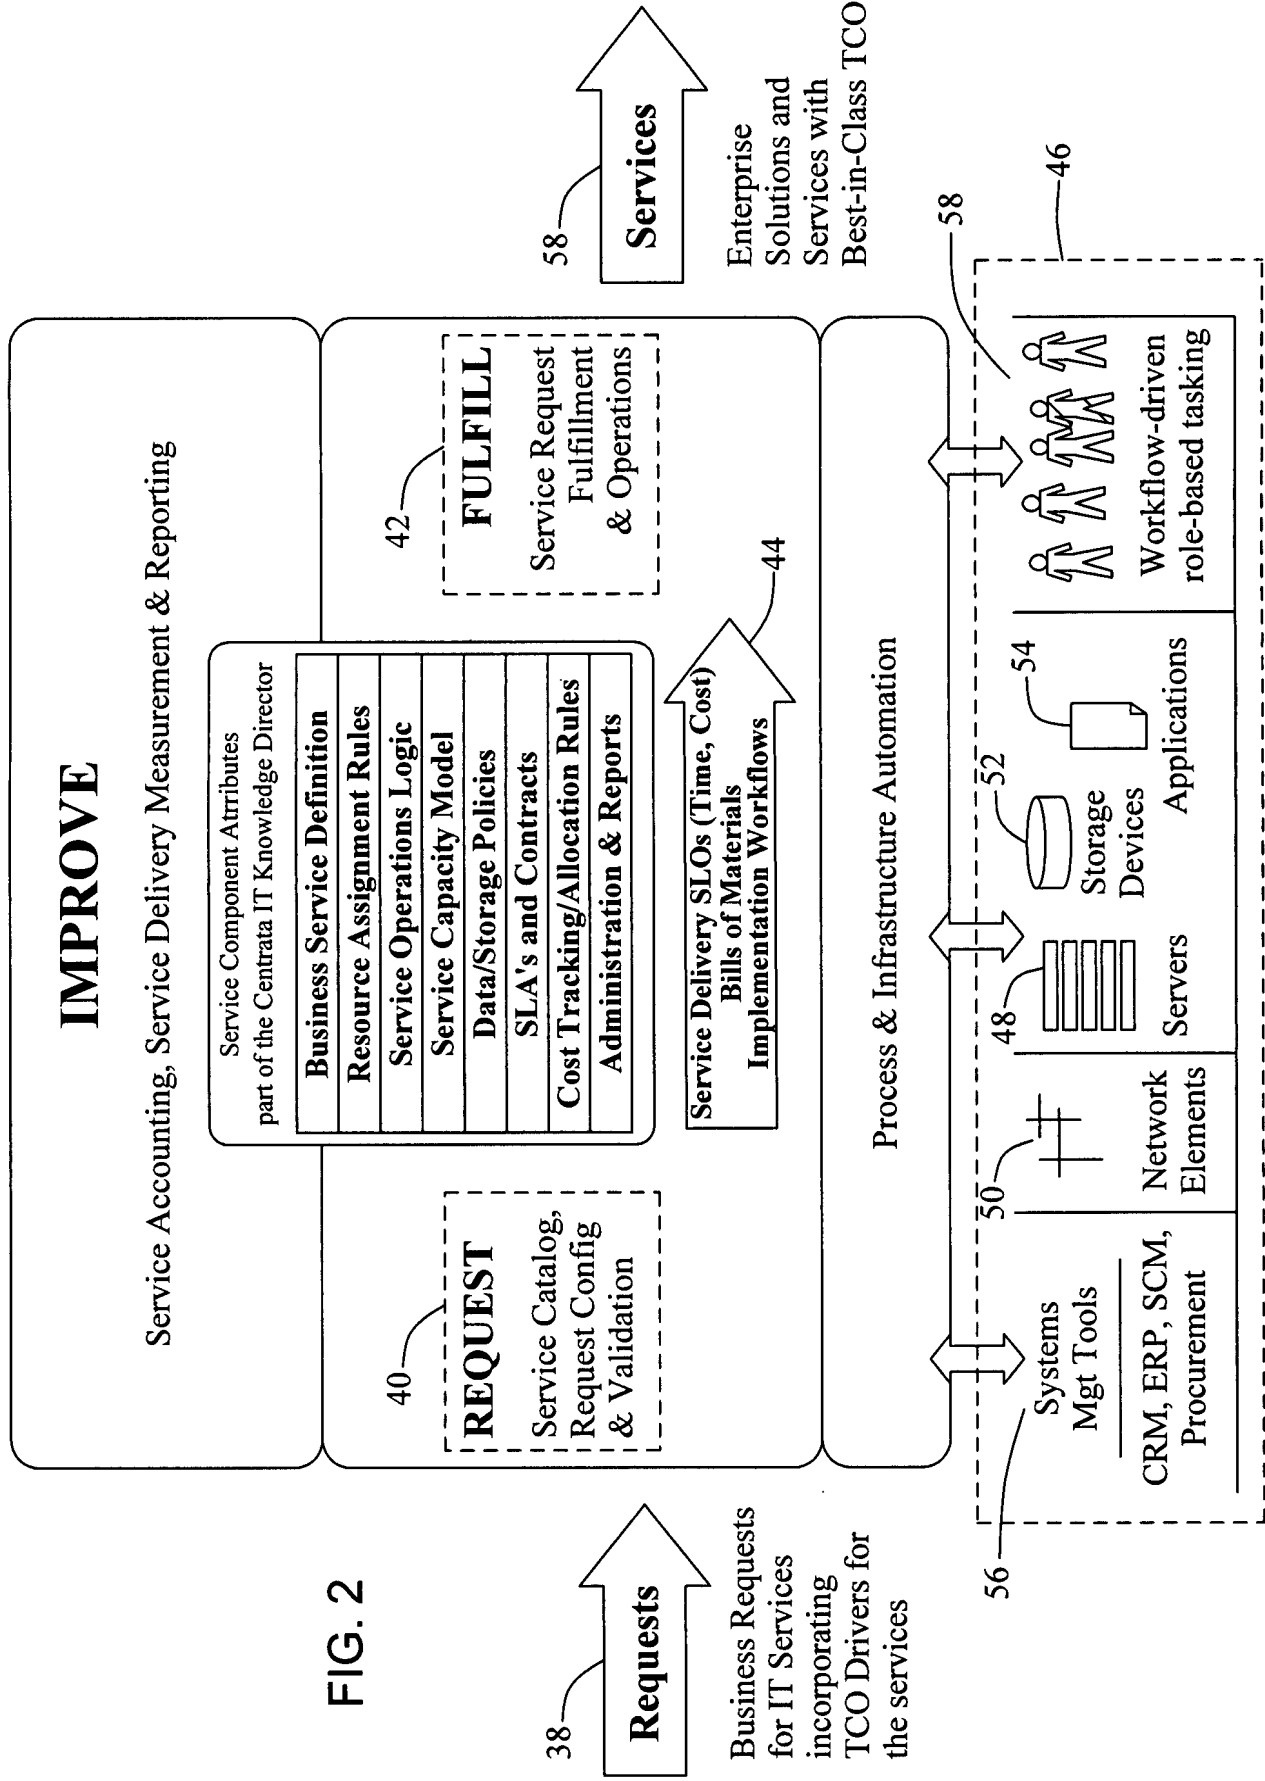 FIG. 2
IMPROVE
Service Accounting, Service Delivery Measurement & Reporting
Service Component Atrributes
part of the Centrata IT Knowledge Director
Business Service Definition
Resource Assignment Rules
Service Operations Logic
Service Capacity Model
Data/Storage Policies
SLA's and Contracts
Cost Tracking/Allocation Rules
Administration & Reports
38
Requests
Business Requests
for IT Services
incorporating
TCO Drivers for
the services
40
REQUEST
Service Catalog,
Request Config
& Validation
42
FULFILL
Service Request
Fulfillment
& Operations
44
Service Delivery SLOs (Time, Cost)
Bills of Materials
Implementation Workflows
58
Services
Enterprise
Solutions and
Services with
Best-in-Class TCO
Process & Infrastructure Automation
56
Systems
Mgt Tools
CRM, ERP, SCM,
Procurement
50
Network
Elements
48
Servers
52
Storage
Devices
54
Applications
58
Workflow-driven
role-based tasking
46